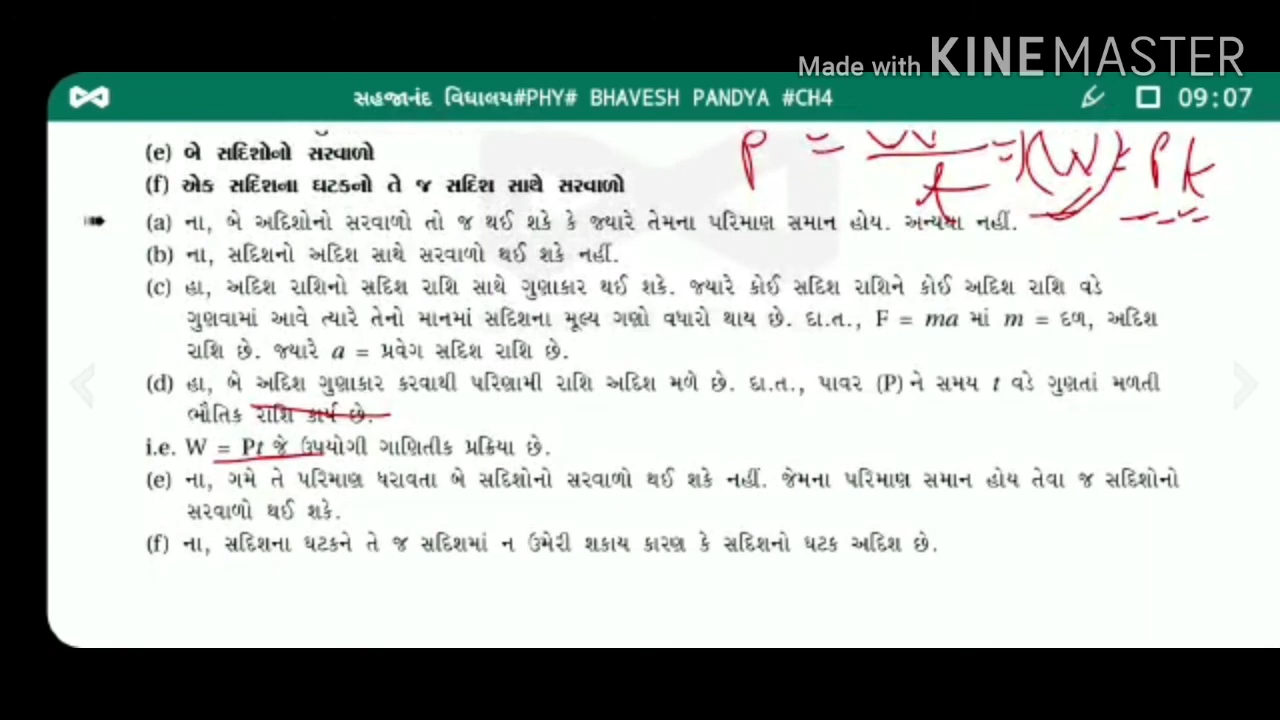 Made with KINEMASTER
સહજાનંદ વિદ્યાલય#PHY# BHAVESH PANDYA #CH4 09:07
(e) બે સદિશોનો સરવાળો
(f) એક સદિશના ઘટકનો તે જ સદિશ સાથે સરવાળો
P = W/t = (W) = Pt
(a) ના, બે અદિશોનો સરવાળો તો જ થઈ શકે કે જ્યારે તેમના પરિમાણ સમાન હોય. અન્યથા નહીં.
(b) ના, સદિશનો અદિશ સાથે સરવાળો થઈ શકે નહીં.
(c) હા, અદિશ રાશિનો સદિશ રાશિ સાથે ગુણાકાર થઈ શકે. જ્યારે કોઈ સદિશ રાશિને કોઈ અદિશ રાશિ વડે
ગુણવામાં આવે ત્યારે તેનો માનમાં સદિશના મૂલ્ય ગણો વધારો થાય છે. દા.ત., F = ma માં m = દળ, અદિશ
રાશિ છે. જ્યારે a = પ્રવેગ સદિશ રાશિ છે.
(d) હા, બે અદિશ ગુણાકાર કરવાથી પરિણામી રાશિ અદિશ મળે છે. દા.ત., પાવર (P) ને સમય t વડે ગુણતાં મળતી
ભૌતિક રાશિ કાર્ય છે.
i.e. W = Pt જે ઉપયોગી ગાણિતીક પ્રક્રિયા છે.
(e) ના, ગમે તે પરિમાણ ધરાવતા બે સદિશોનો સરવાળો થઈ શકે નહીં. જેમના પરિમાણ સમાન હોય તેવા જ સદિશોનો
સરવાળો થઈ શકે.
(f) ના, સદિશના ઘટકને તે જ સદિશમાં ન ઉમેરી શકાય કારણ કે સદિશનો ઘટક અદિશ છે.